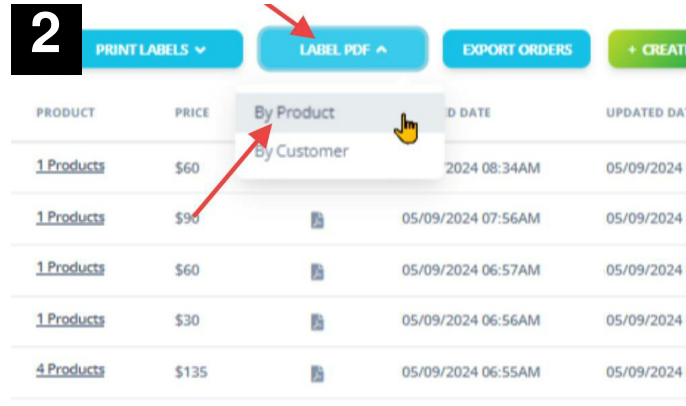 2
PRINT LABELS LABEL PDF EXPORT ORDERS + CREAT
PRODUCT PRICE By Product D DATE UPDATED DA
By Customer
1 Products $60 2024 08:34AM 05/09/2024
1 Products $90 05/09/2024 07:56AM 05/09/2024
1 Products $60 05/09/2024 06:57AM 05/09/2024
1 Products $30 05/09/2024 06:56AM 05/09/2024
4 Products $135 05/09/2024 06:55AM 05/09/2024